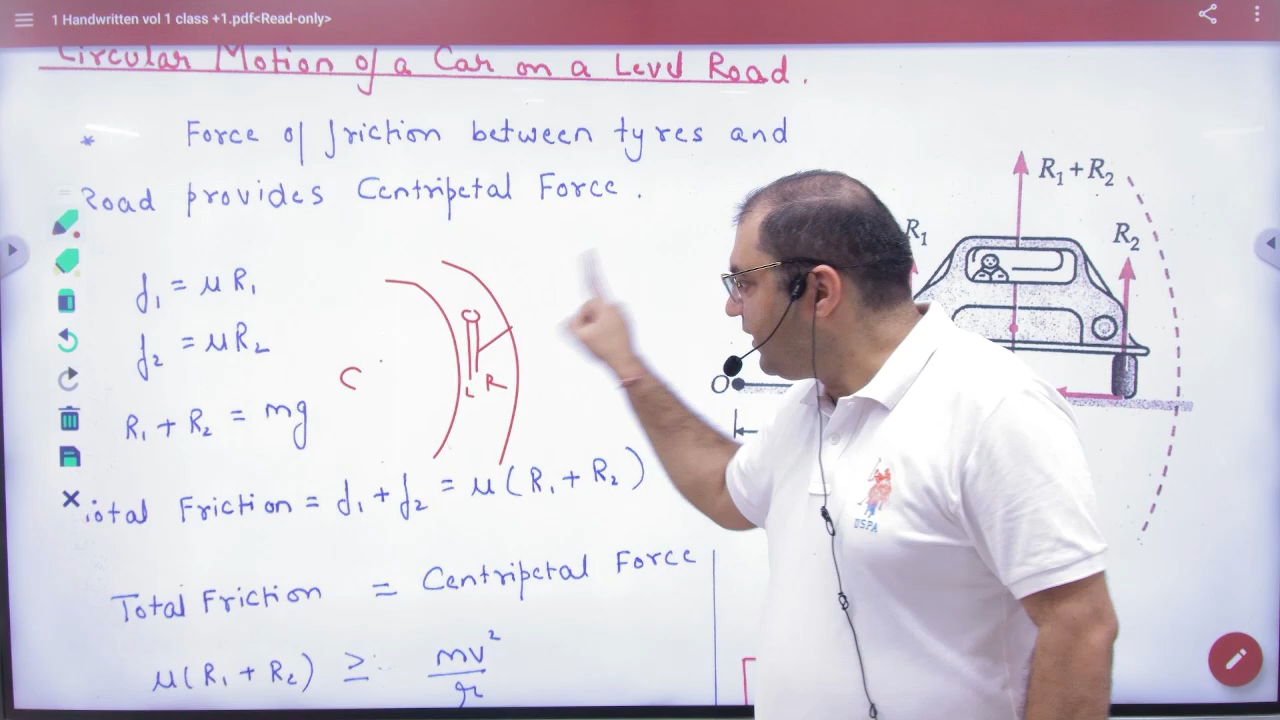 1 Handwritten vol 1 class +1.pdf<Read-only>
Circular Motion of a Car on a Level Road.
* Force of friction between tyres and
Road provides Centripetal Force.
f₁ = μ R₁
f₂ = μR₂
R₁ + R₂ = mg
Total Friction = f₁ + f₂ = μ(R₁ + R₂)
Total Friction = Centripetal Force
μ(R₁ + R₂) ≥ mv²/r
C
L R
R₁ + R₂
R₁
R₂
O
USPA